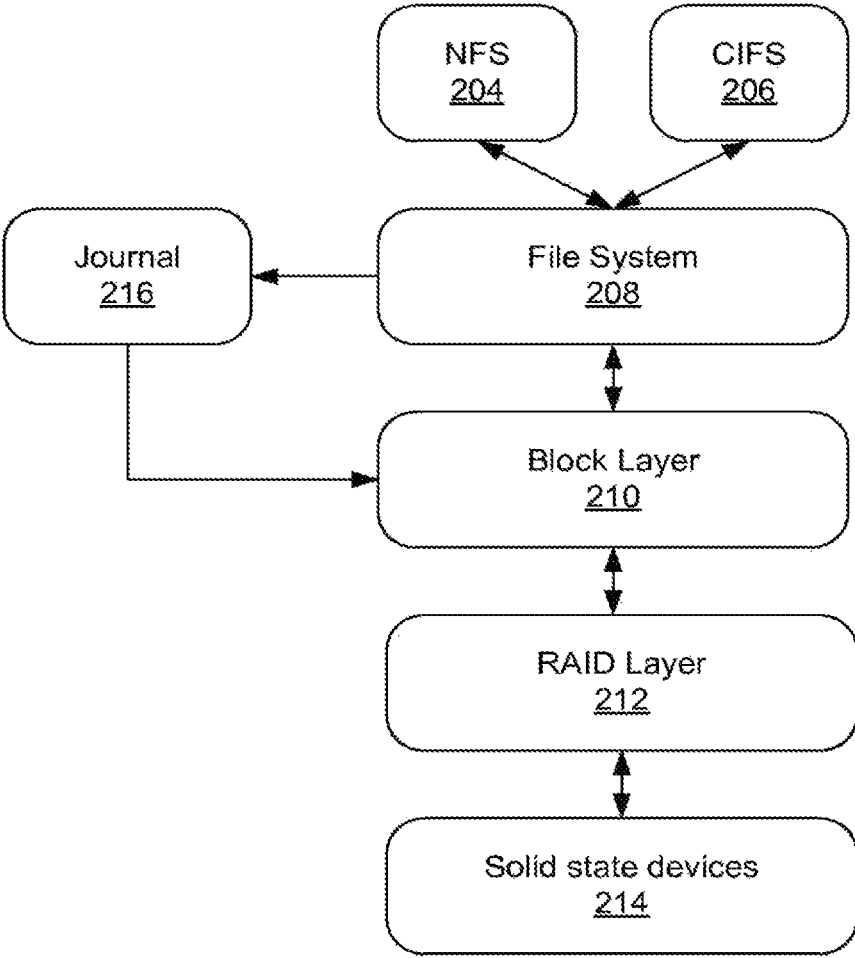 NFS
204
CIFS
206
Journal
216
File System
208
Block Layer
210
RAID Layer
212
Solid state devices
214